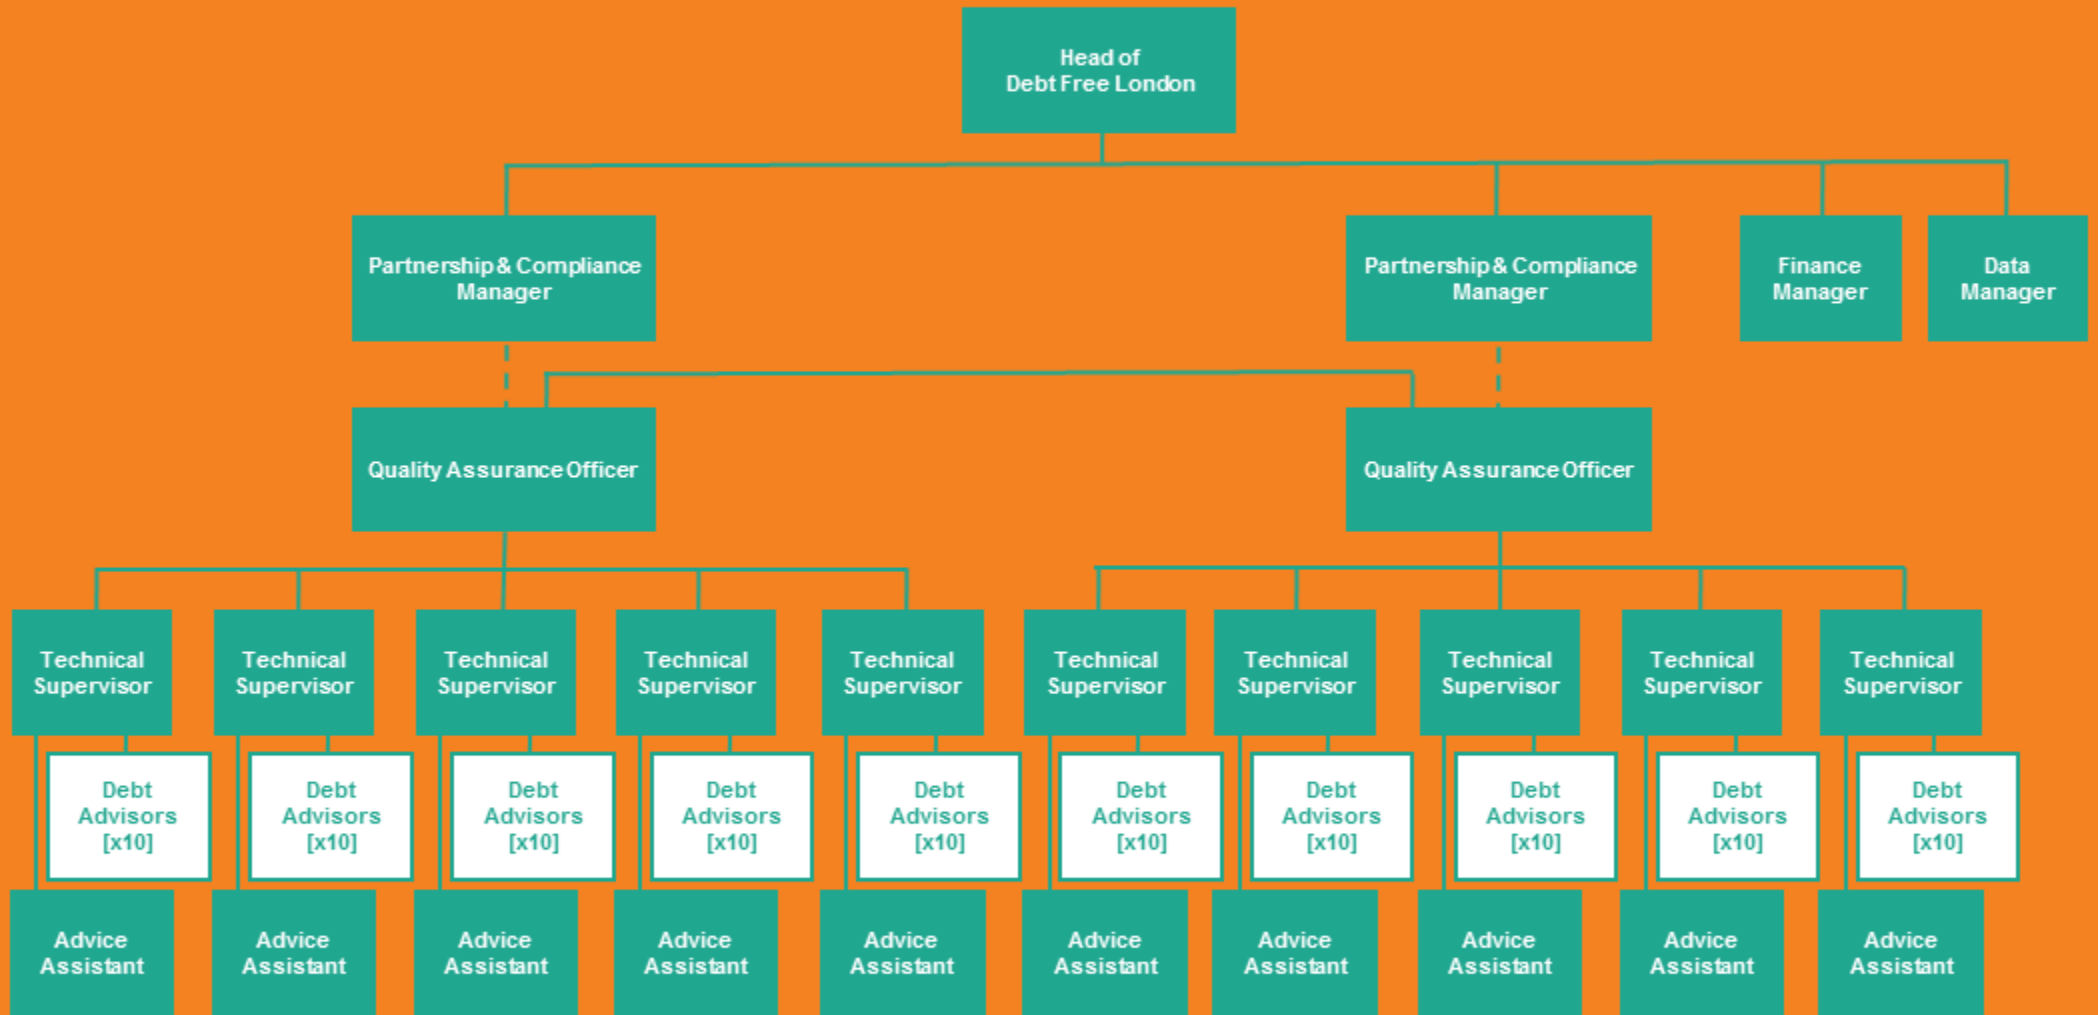 Head of
Debt Free London
Partnership & Compliance
Manager
Partnership & Compliance
Manager
Finance
Manager
Data
Manager
Quality Assurance Officer
Quality Assurance Officer
Technical
Supervisor
Technical
Supervisor
Technical
Supervisor
Technical
Supervisor
Technical
Supervisor
Technical
Supervisor
Technical
Supervisor
Technical
Supervisor
Technical
Supervisor
Technical
Supervisor
Debt
Advisors
[x10]
Debt
Advisors
[x10]
Debt
Advisors
[x10]
Debt
Advisors
[x10]
Debt
Advisors
[x10]
Debt
Advisors
[x10]
Debt
Advisors
[x10]
Debt
Advisors
[x10]
Debt
Advisors
[x10]
Debt
Advisors
[x10]
Advice
Assistant
Advice
Assistant
Advice
Assistant
Advice
Assistant
Advice
Assistant
Advice
Assistant
Advice
Assistant
Advice
Assistant
Advice
Assistant
Advice
Assistant